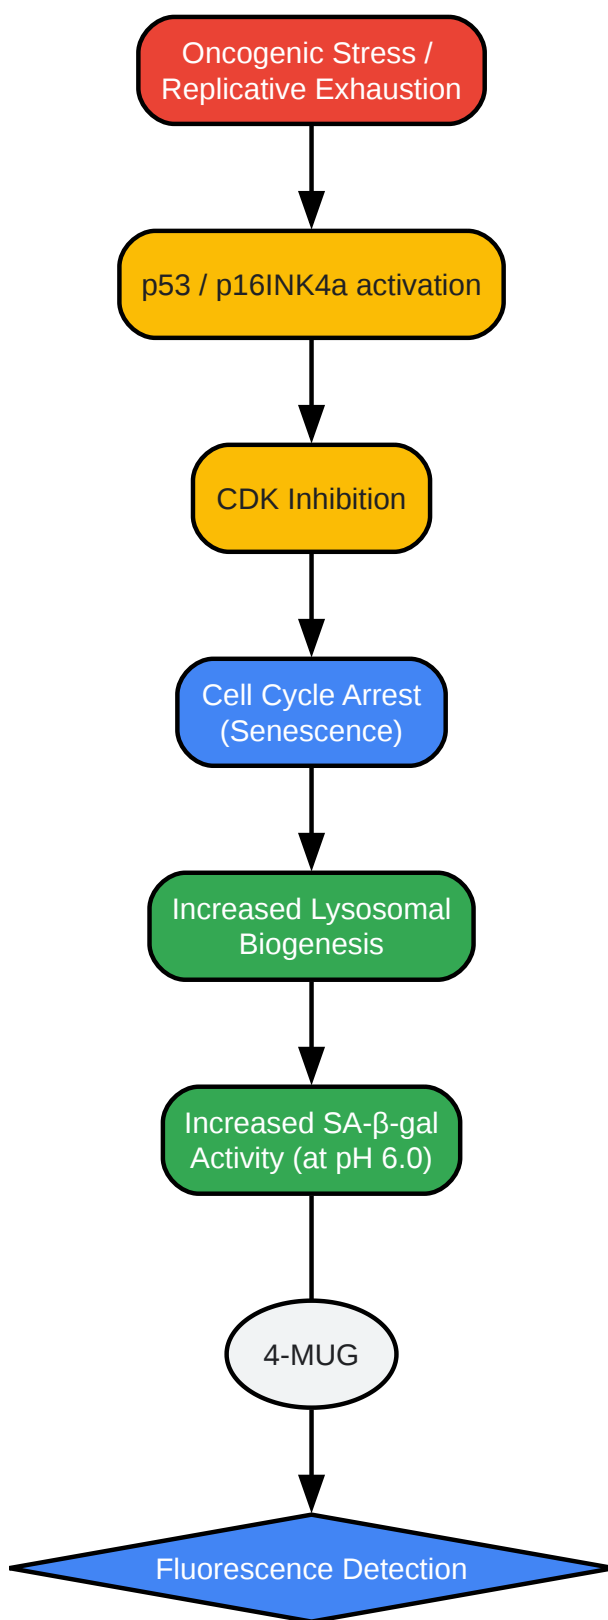 Oncogenic Stress /
Replicative Exhaustion
p53 / p16INK4a activation
CDK Inhibition
Cell Cycle Arrest
(Senescence)
Increased Lysosomal
Biogenesis
Increased SA-β-gal
Activity (at pH 6.0)
4-MUG
Fluorescence Detection